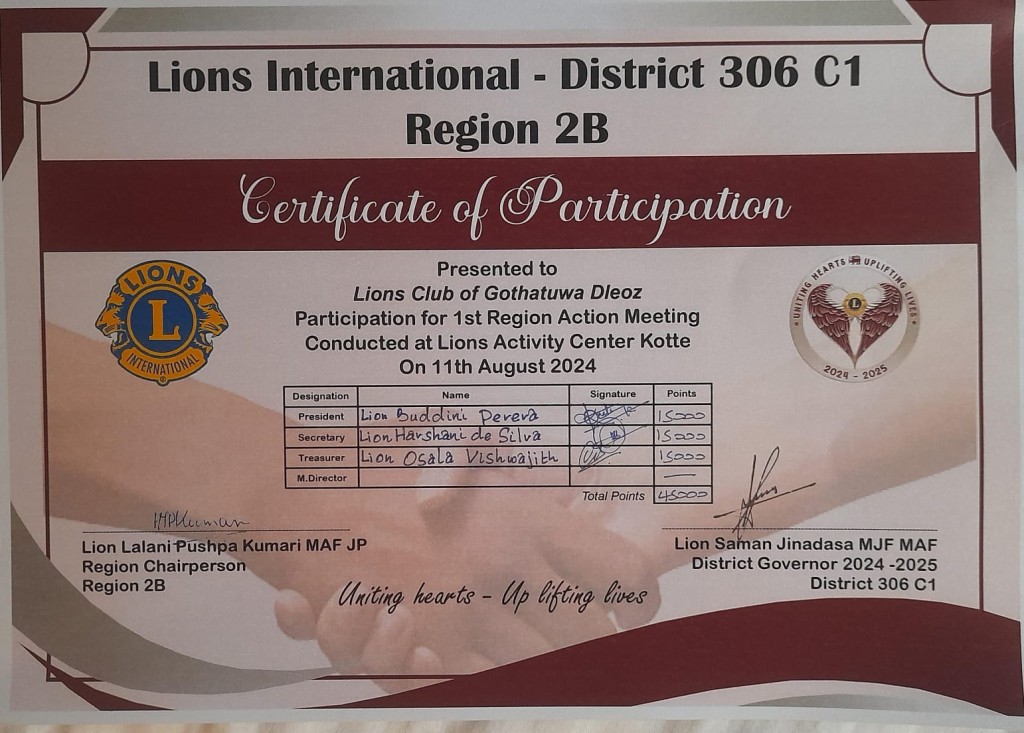 Lions International - District 306 C1
Region 2B
Certificate of Participation
LIONS
L
INTERNATIONAL
®
Presented to
Lions Club of Gothatuwa Dleoz
Participation for 1st Region Action Meeting
Conducted at Lions Activity Center Kotte
On 11th August 2024
• UNITING HEARTS UPLIFTING LIVES •
L
2024 - 2025
Designation Name Signature Points
President Lion Buddini Perera 15000
Secretary Lion Harshani de Silva 15000
Treasurer Lion Osala Vishwajith 15000
M.Director —
Total Points 45000
HPKumari
Lion Lalani Pushpa Kumari MAF JP
Region Chairperson
Region 2B
Lion Saman Jinadasa MJF MAF
District Governor 2024 -2025
District 306 C1
Uniting hearts - Up lifting lives